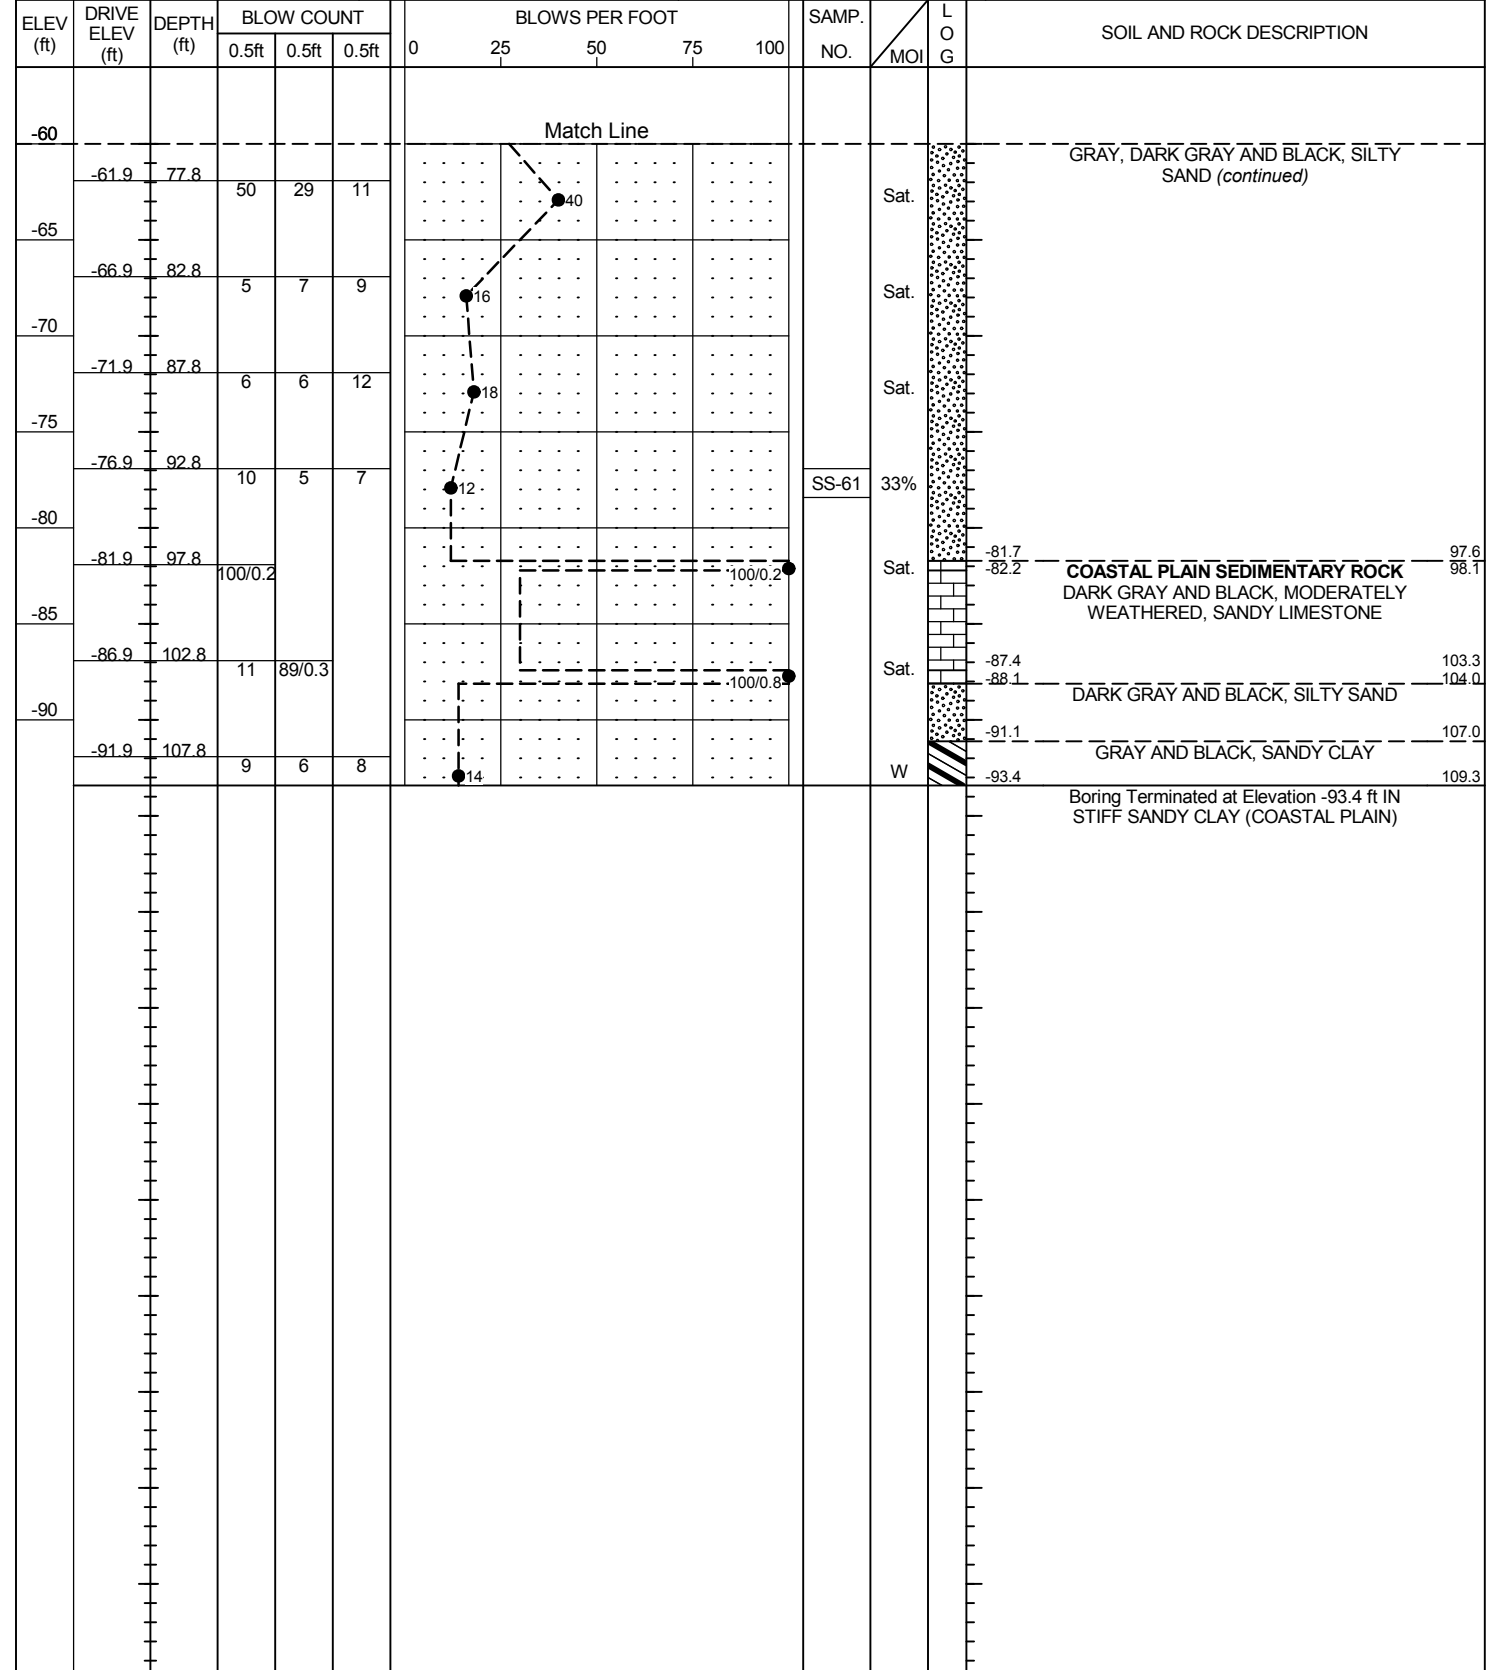 ELEV (ft) DRIVE ELEV (ft) DEPTH (ft) BLOW COUNT BLOWS PER FOOT SAMP. NO. MOI L O G SOIL AND ROCK DESCRIPTION
0.5ft 0.5ft 0.5ft 0 25 50 75 100
Match Line
-60
GRAY, DARK GRAY AND BLACK, SILTY
SAND (continued)
-61.9 77.8 50 29 11 40 Sat.
-65
-66.9 82.8 5 7 9 16 Sat.
-70
-71.9 87.8 6 6 12 18 Sat.
-75
-76.9 92.8 10 5 7 12 SS-61 33%
-80
-81.7 97.6
-81.9 97.8 100/0.2 100/0.2 Sat.
-82.2 COASTAL PLAIN SEDIMENTARY ROCK 98.1
DARK GRAY AND BLACK, MODERATELY
WEATHERED, SANDY LIMESTONE
-85
-86.9 102.8 11 89/0.3 100/0.8 Sat.
-87.4 103.3
-88.1 104.0
DARK GRAY AND BLACK, SILTY SAND
-90
-91.1 107.0
GRAY AND BLACK, SANDY CLAY
-91.9 107.8 9 6 8 14 W
-93.4 109.3
Boring Terminated at Elevation -93.4 ft IN
STIFF SANDY CLAY (COASTAL PLAIN)